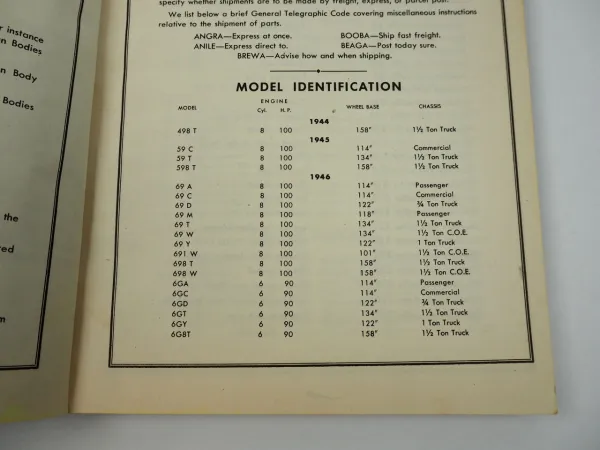 r instance
n Bodies
n Body
Bodies
the
red
m
specify whether shipments are to be made by freight, express, or parcel post.
We list below a brief General Telegraphic Code covering miscellaneous instructions
relative to the shipment of parts.
ANGRA—Express at once. BOOBA—Ship fast freight.
ANILE—Express direct to. BEAGA—Post today sure.
BREWA—Advise how and when shipping.
MODEL IDENTIFICATION
ENGINE
MODEL Cyl. H.P. WHEEL BASE CHASSIS
1944
498 T 8 100 158" 1½ Ton Truck
1945
59 C 8 100 114" Commercial
59 T 8 100 134" 1½ Ton Truck
598 T 8 100 158" 1½ Ton Truck
1946
69 A 8 100 114" Passenger
69 C 8 100 114" Commercial
69 D 8 100 122" ¾ Ton Truck
69 M 8 100 118" Passenger
69 T 8 100 134" 1½ Ton Truck
69 W 8 100 134" 1½ Ton C.O.E.
69 Y 8 100 122" 1 Ton Truck
691 W 8 100 101" 1½ Ton C.O.E.
698 T 8 100 158" 1½ Ton Truck
698 W 8 100 158" 1½ Ton C.O.E.
6GA 6 90 114" Passenger
6GC 6 90 114" Commercial
6GD 6 90 122" ¾ Ton Truck
6GT 6 90 134" 1½ Ton Truck
6GY 6 90 122" 1 Ton Truck
6G8T 6 90 158" 1½ Ton Truck